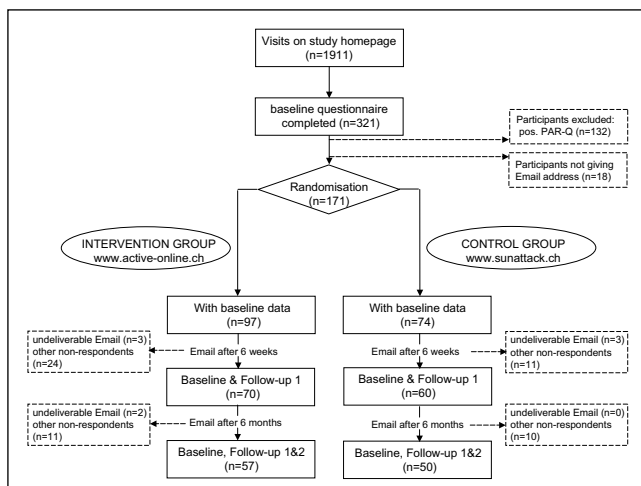 Visits on study homepage
(n=1911)
baseline questionnaire
completed (n=321)
Participants excluded:
pos. PAR-Q (n=132)
Participants not giving
Email address (n=18)
Randomisation
(n=171)
INTERVENTION GROUP
www.active-online.ch
CONTROL GROUP
www.sunattack.ch
With baseline data
(n=97)
With baseline data
(n=74)
undeliverable Email (n=3)
other non-respondents
(n=24)
Email after 6 weeks
Email after 6 weeks
undeliverable Email (n=3)
other non-respondents
(n=11)
Baseline & Follow-up 1
(n=70)
Baseline & Follow-up 1
(n=60)
undeliverable Email (n=2)
other non-respondents
(n=11)
Email after 6 months
Email after 6 months
undeliverable Email (n=0)
other non-respondents
(n=10)
Baseline, Follow-up 1&2
(n=57)
Baseline, Follow-up 1&2
(n=50)